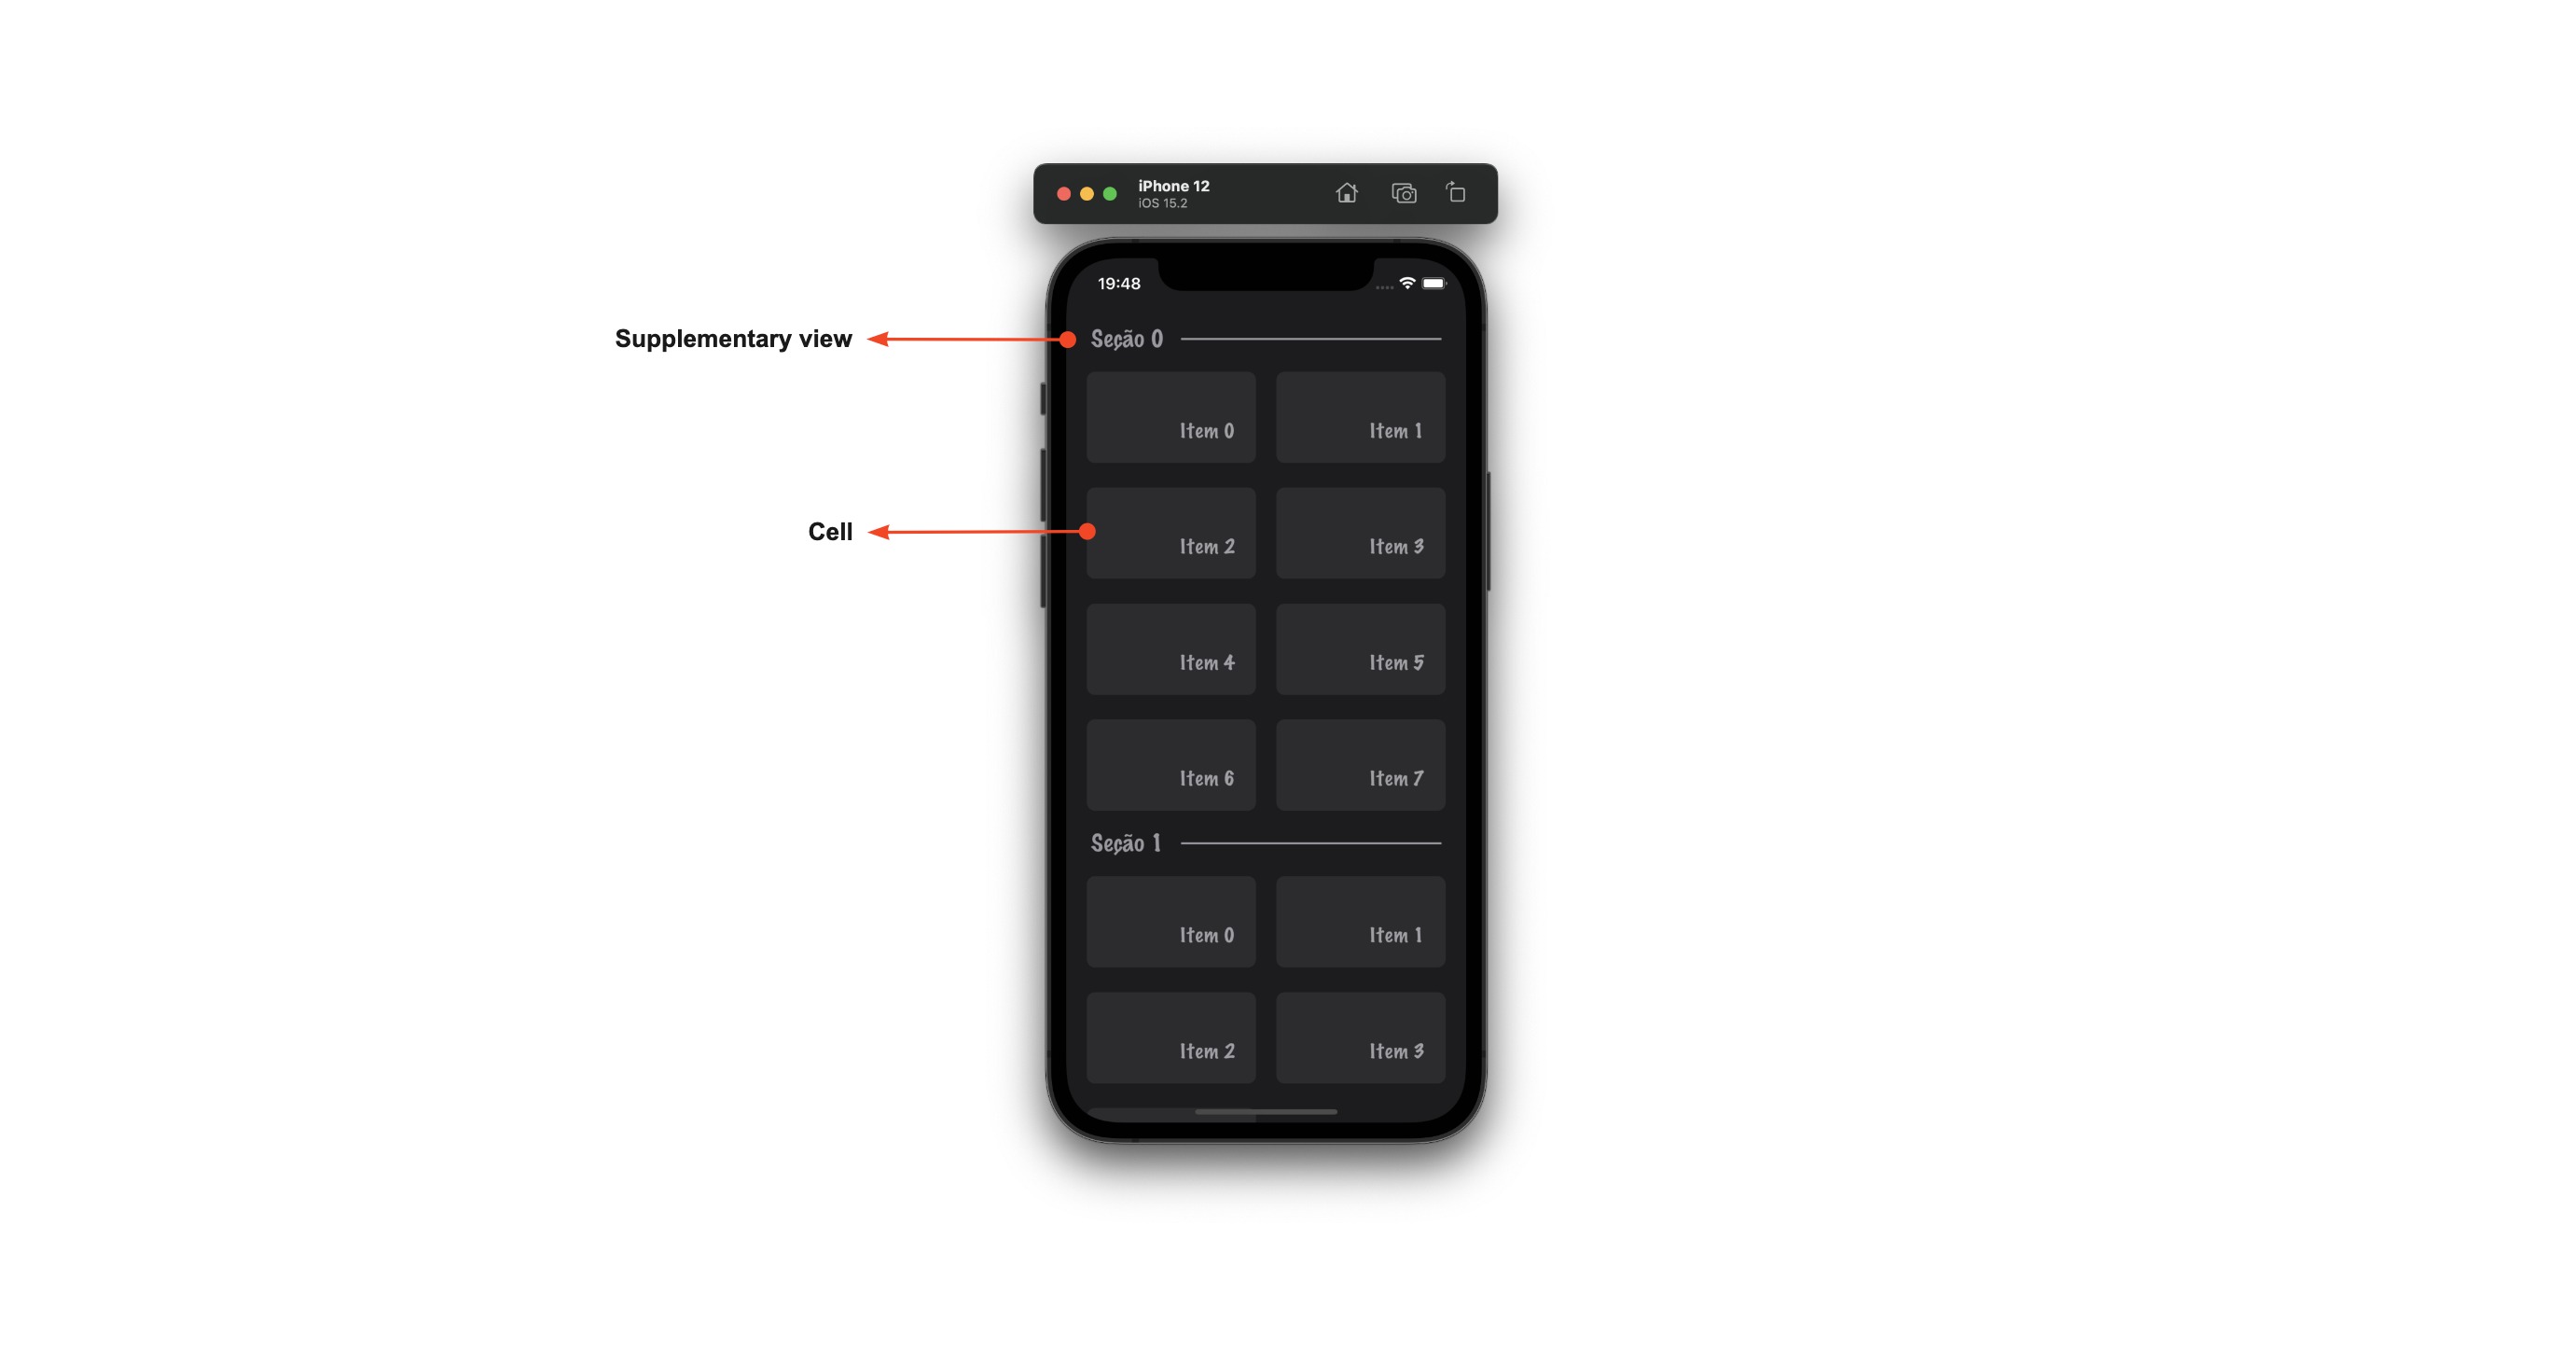 iPhone 12
iOS 15.2
19:48
Supplementary view
Seção 0
Item 0
Item 1
Cell
Item 2
Item 3
Item 4
Item 5
Item 6
Item 7
Seção 1
Item 0
Item 1
Item 2
Item 3